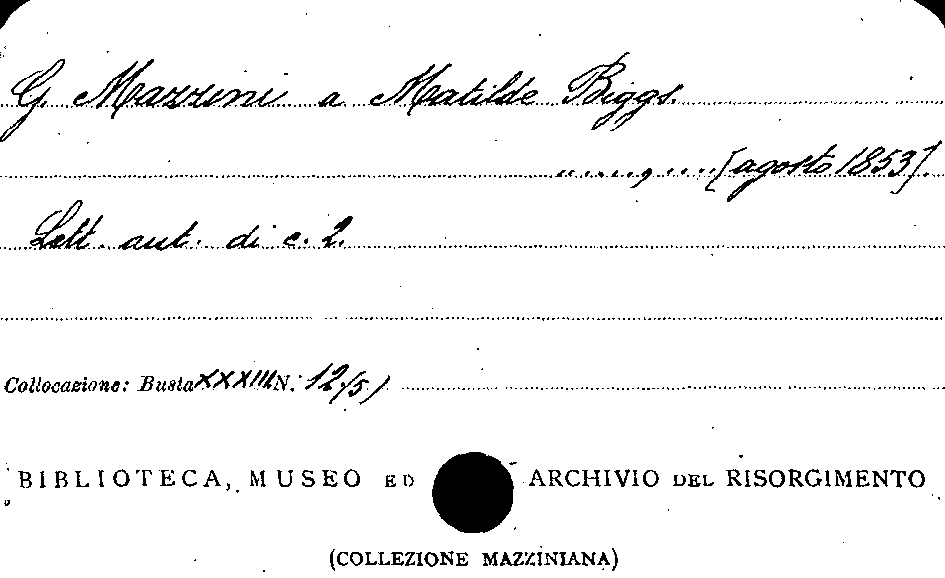 G. Mazzini a Matilde Biggs.
......, .....[agosto 1853].
Lett. aut. di c. 2.
Collocazione: Busta XXXIII N. 12(5)
BIBLIOTECA, MUSEO ED ARCHIVIO DEL RISORGIMENTO
(COLLEZIONE MAZZINIANA)